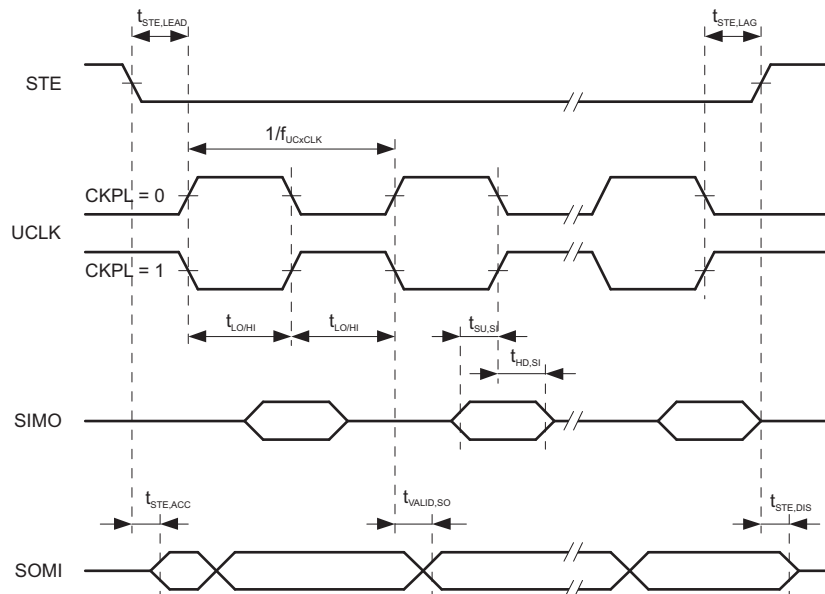 tSTE,LEAD
tSTE,LAG
STE
1/fUCxCLK
CKPL = 0
UCLK
CKPL = 1
tLO/HI
tLO/HI
tSU,SI
tHD,SI
SIMO
tSTE,ACC
tVALID,SO
tSTE,DIS
SOMI